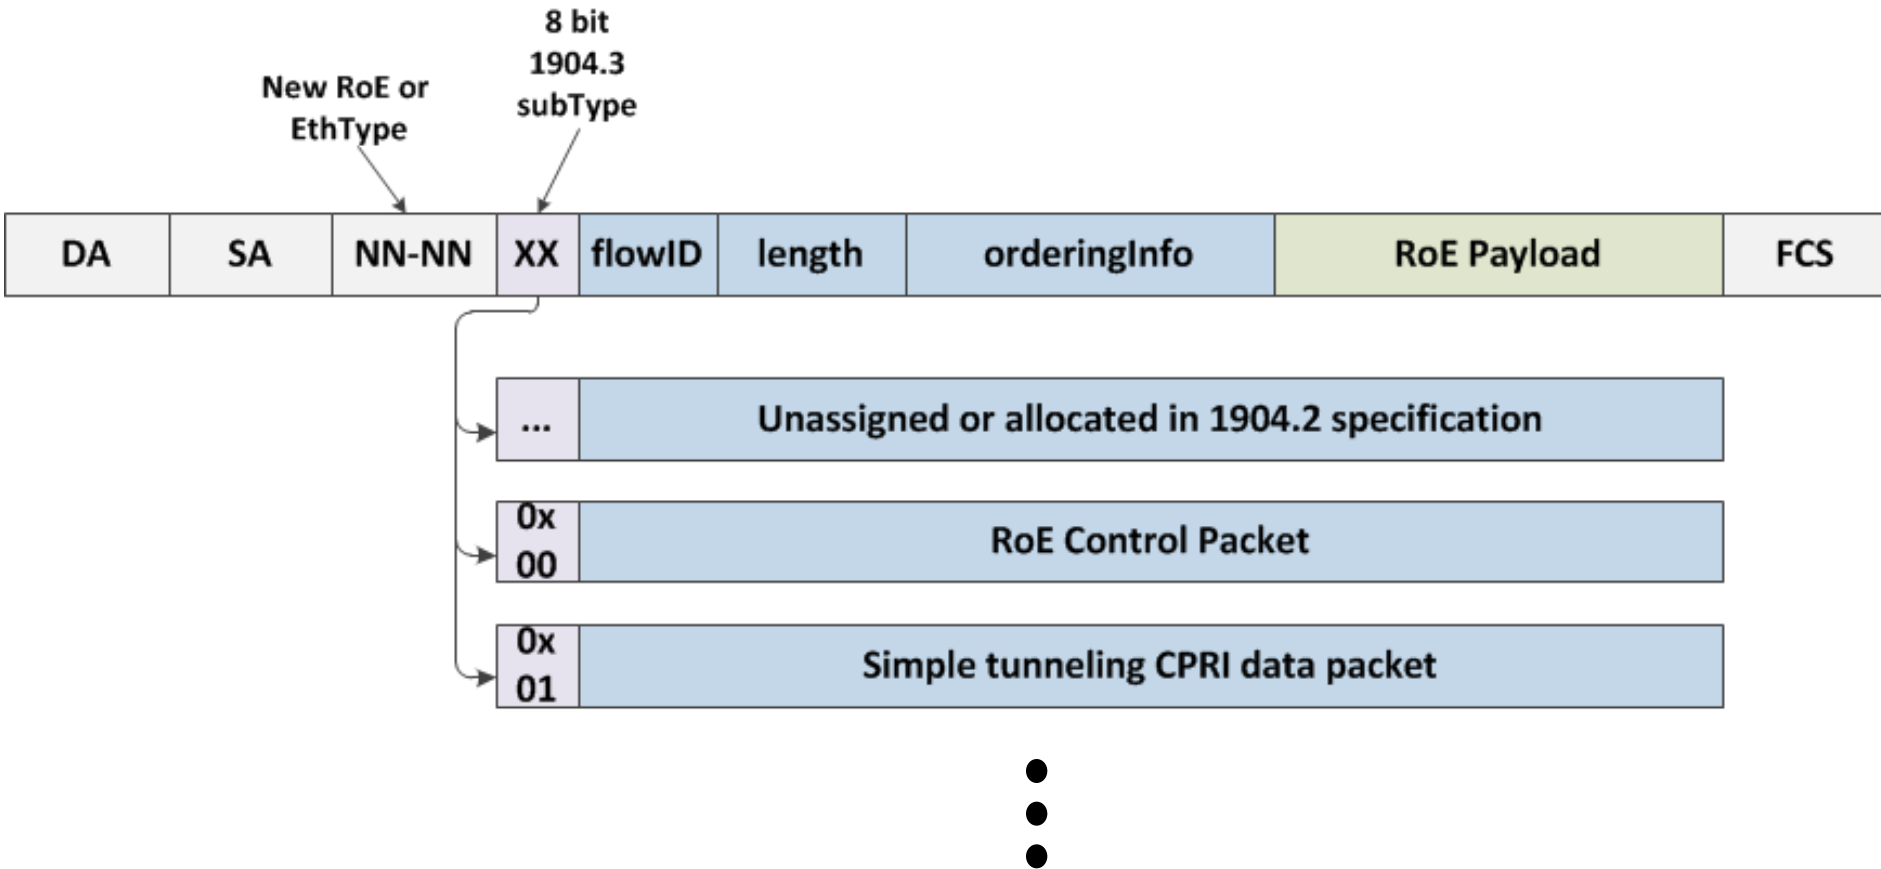 8 bit
1904.3
subType
New RoE or
EthType
DA SA NN-NN XX flowID length orderingInfo RoE Payload FCS
... Unassigned or allocated in 1904.2 specification
0x
00
RoE Control Packet
0x
01
Simple tunneling CPRI data packet